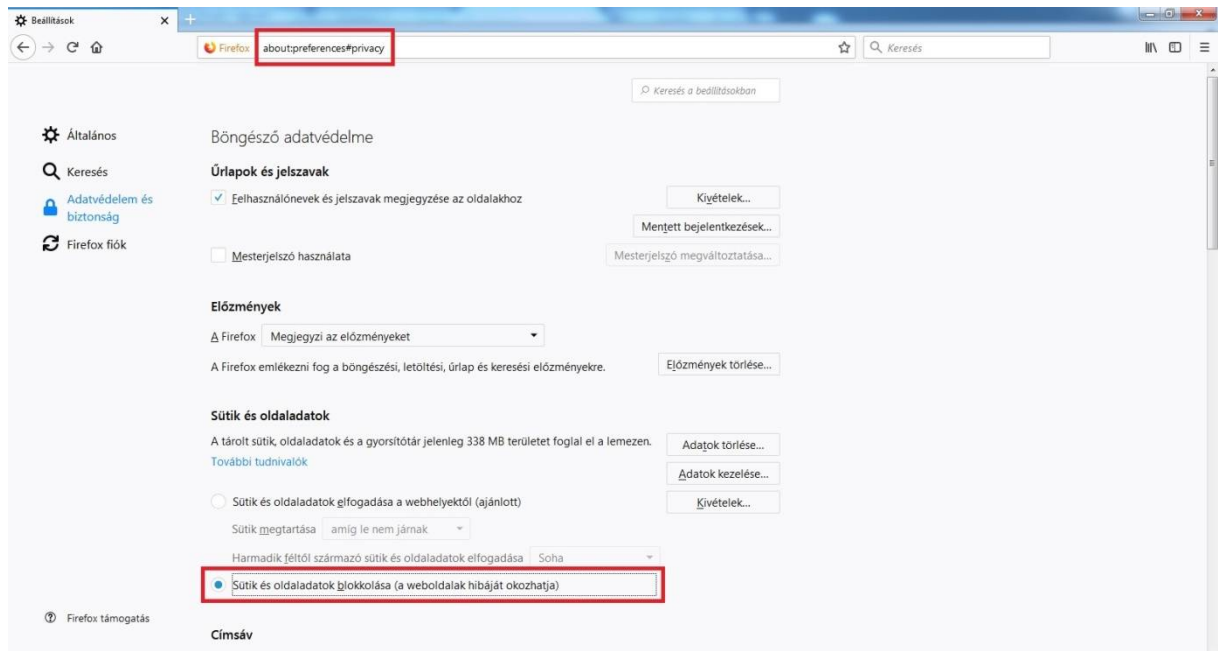 Beállítások
Firefox
about:preferences#privacy
Keresés
Keresés a beállításokban
Általános
Keresés
Adatvédelem és
biztonság
Firefox fiók
Firefox támogatás
Böngésző adatvédelme
Űrlapok és jelszavak
Felhasználónevek és jelszavak megjegyzése az oldalakhoz
Kivételek...
Mentett bejelentkezések...
Mesterjelszó használata
Mesterjelszó megváltoztatása...
Előzmények
A Firefox Megjegyzi az előzményeket
A Firefox emlékezni fog a böngészési, letöltési, űrlap és keresési előzményekre.
Előzmények törlése...
Sütik és oldaladatok
A tárolt sütik, oldaladatok és a gyorsítótár jelenleg 338 MB területet foglal el a lemezen.
Adatok törlése...
További tudnivalók
Adatok kezelése...
Sütik és oldaladatok elfogadása a webhelyektől (ajánlott)
Kivételek...
Sütik megtartása amíg le nem járnak
Harmadik féltől származó sütik és oldaladatok elfogadása Soha
Sütik és oldaladatok blokkolása (a weboldalak hibáját okozhatja)
Címsáv